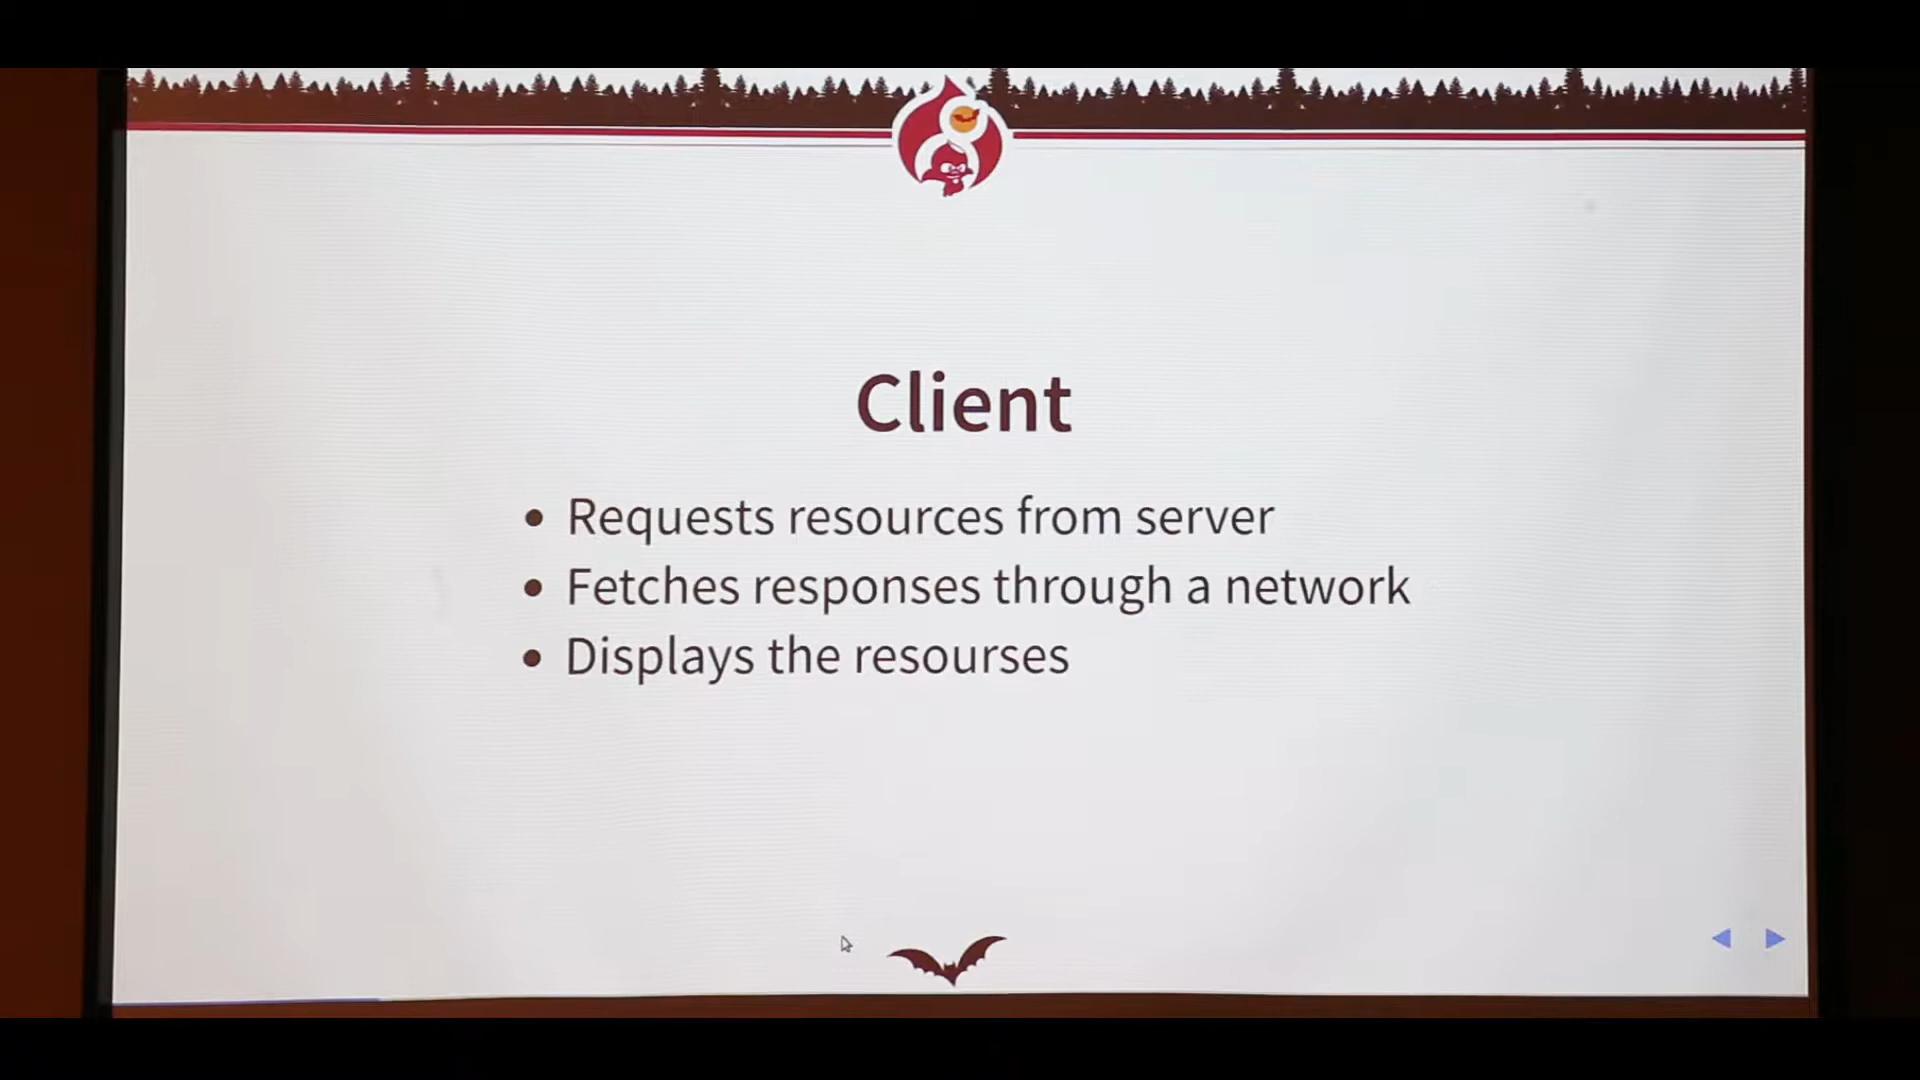 Client
• Requests resources from server
• Fetches responses through a network
• Displays the resourses